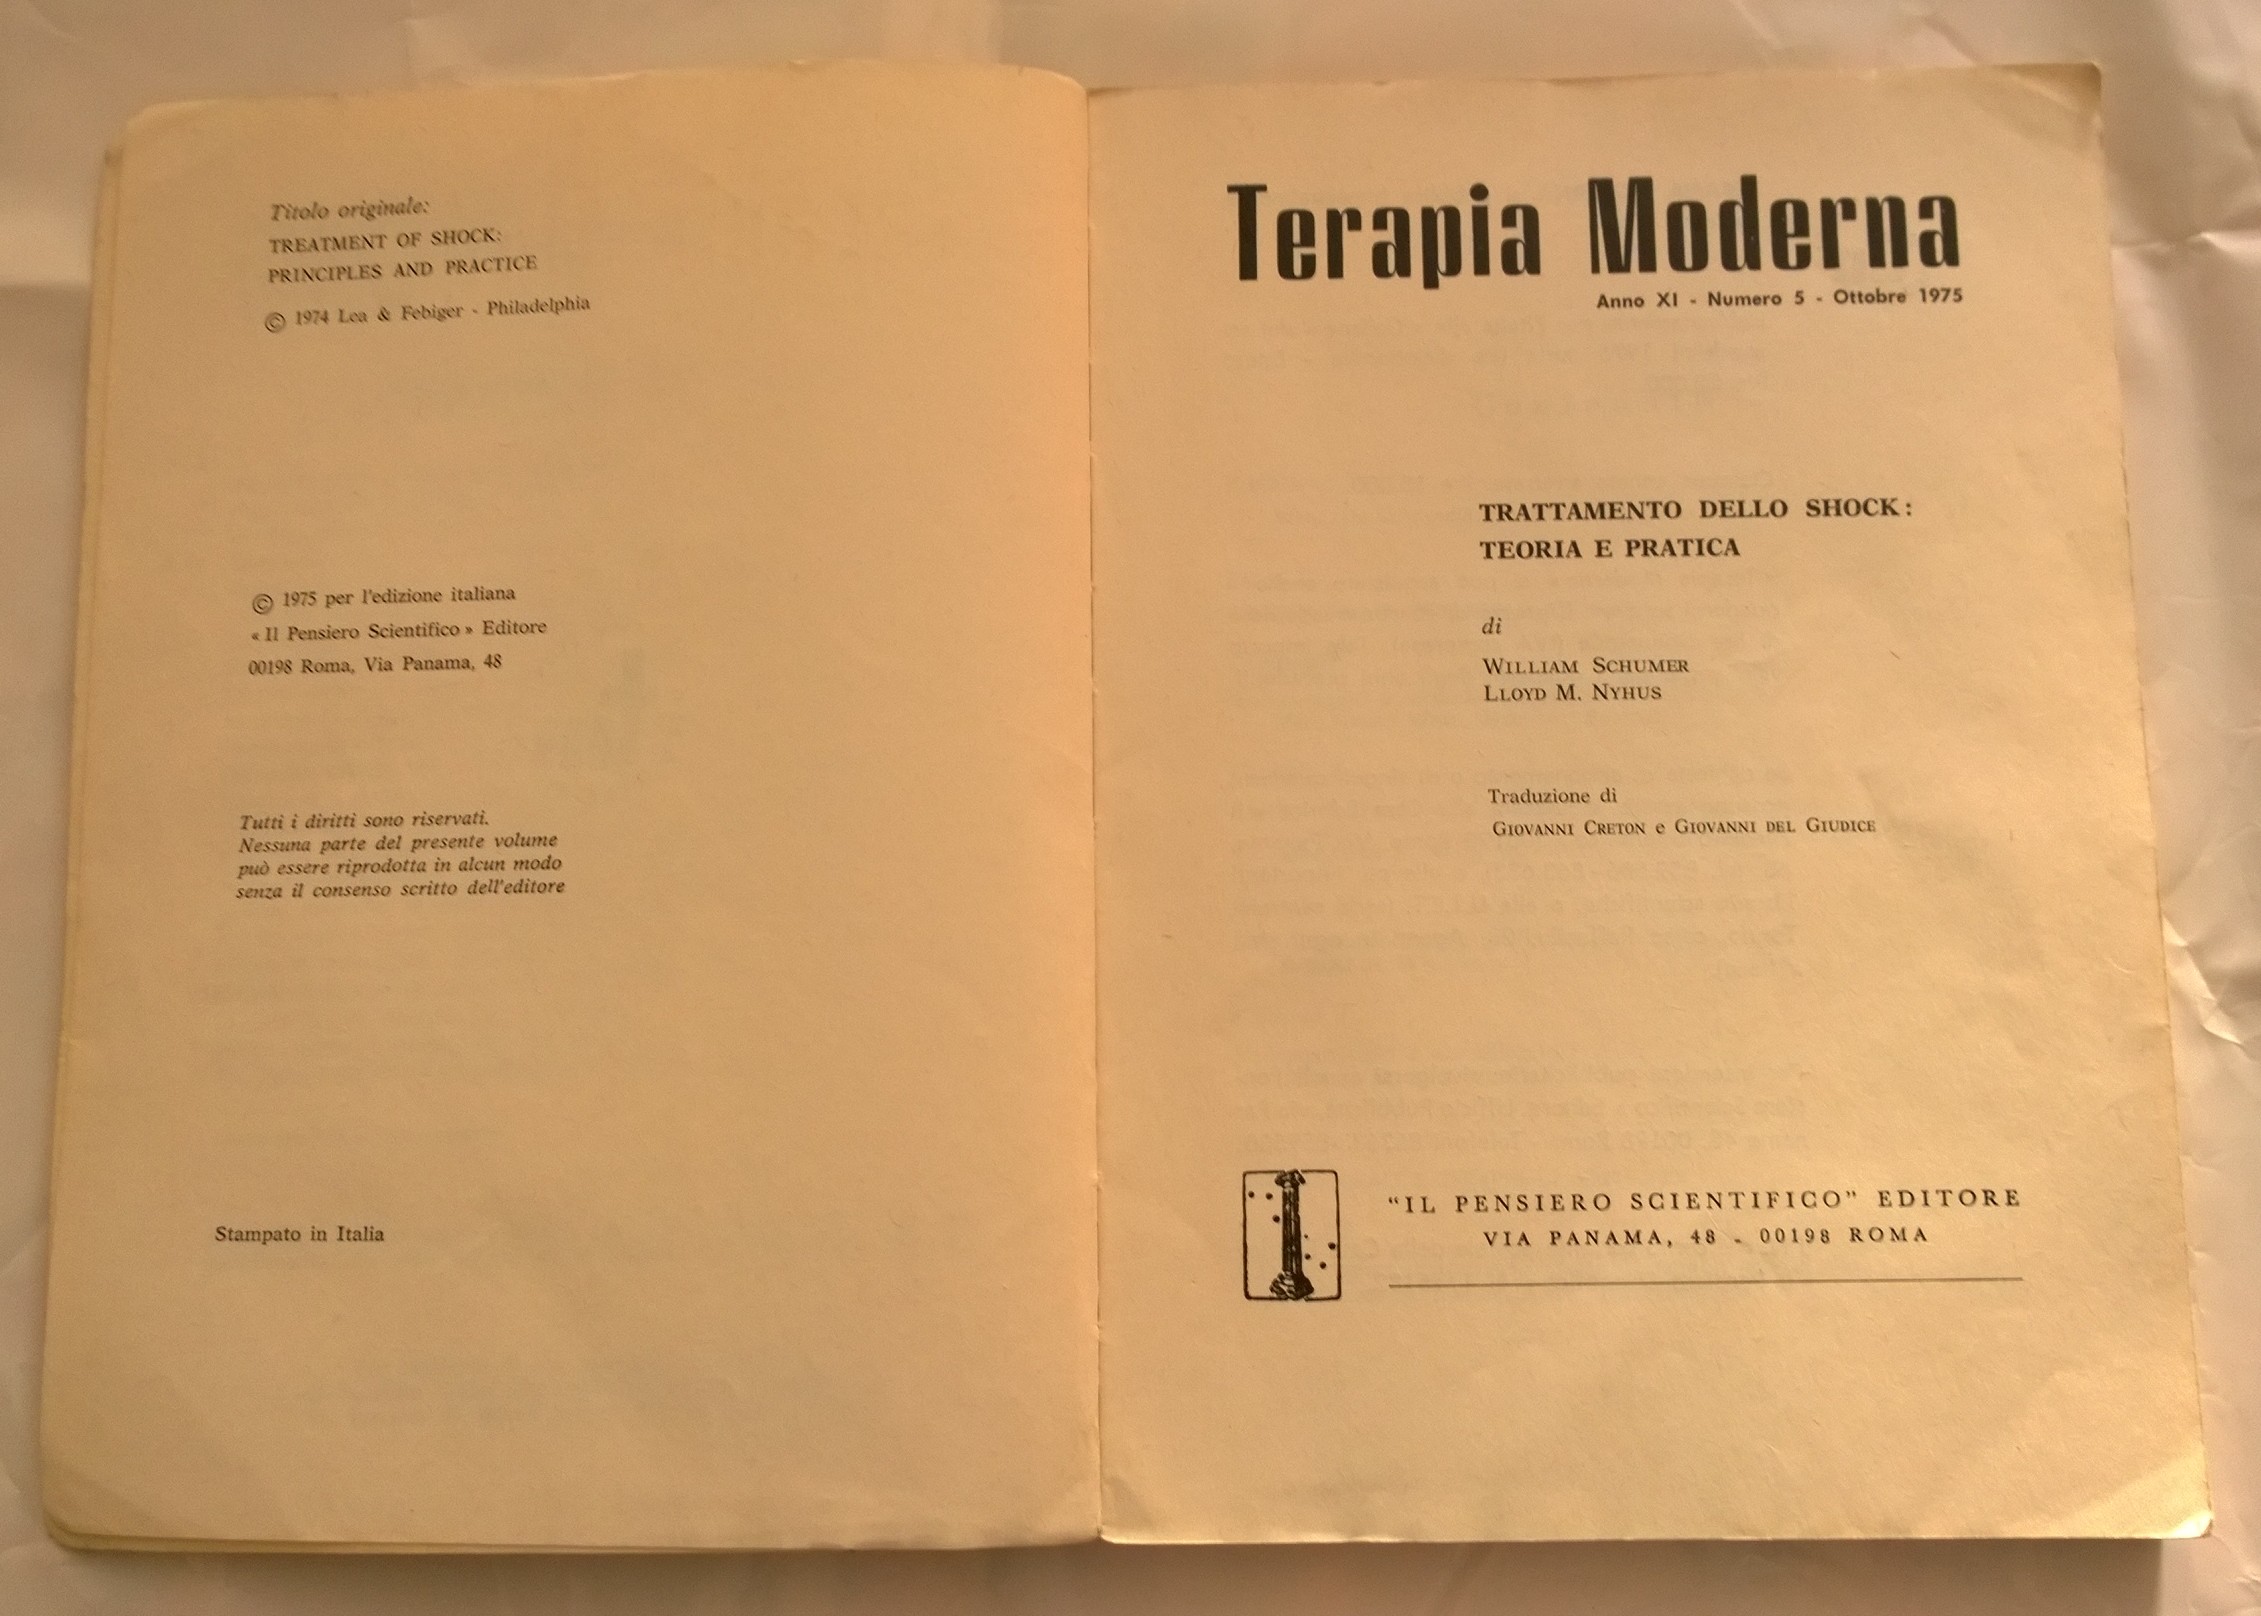 Titolo originale:
TREATMENT OF SHOCK:
PRINCIPLES AND PRACTICE
© 1974 Lea & Febiger - Philadelphia
© 1975 per l'edizione italiana
« Il Pensiero Scientifico » Editore
00198 Roma, Via Panama, 48
Tutti i diritti sono riservati.
Nessuna parte del presente volume
può essere riprodotta in alcun modo
senza il consenso scritto dell'editore
Stampato in Italia
Terapia Moderna
Anno XI - Numero 5 - Ottobre 1975
TRATTAMENTO DELLO SHOCK:
TEORIA E PRATICA
di
WILLIAM SCHUMER
LLOYD M. NYHUS
Traduzione di
GIOVANNI CRETON e GIOVANNI DEL GIUDICE
"IL PENSIERO SCIENTIFICO" EDITORE
VIA PANAMA, 48 - 00198 ROMA